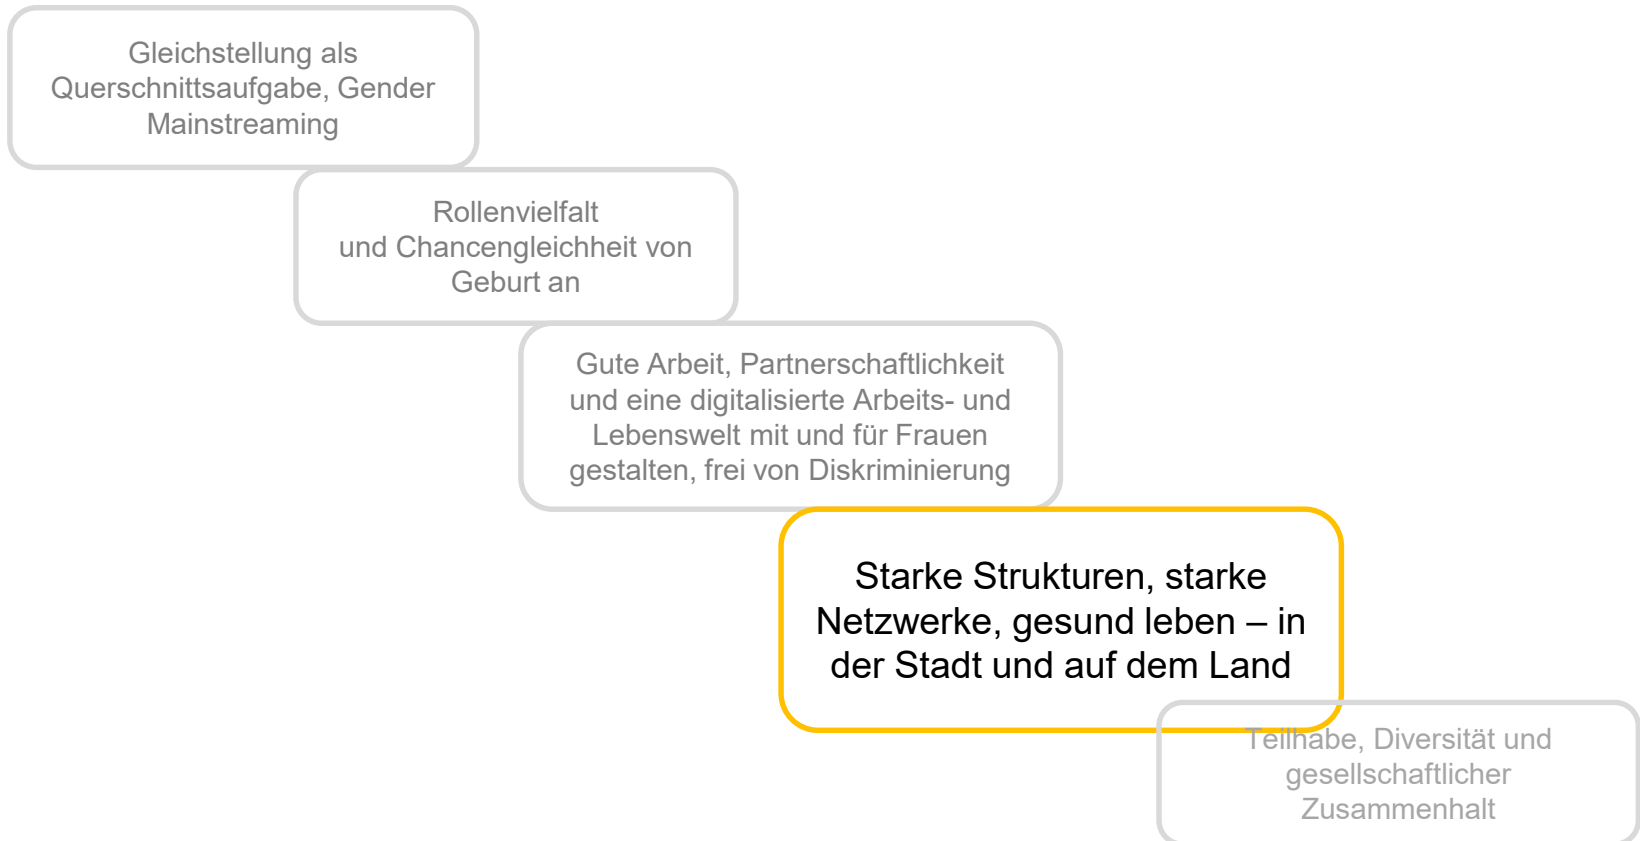 Gleichstellung als
Querschnittsaufgabe, Gender
Mainstreaming
Rollenvielfalt
und Chancengleichheit von
Geburt an
Gute Arbeit, Partnerschaftlichkeit
und eine digitalisierte Arbeits- und
Lebenswelt mit und für Frauen
gestalten, frei von Diskriminierung
Starke Strukturen, starke
Netzwerke, gesund leben – in
der Stadt und auf dem Land
Teilhabe, Diversität und
gesellschaftlicher
Zusammenhalt